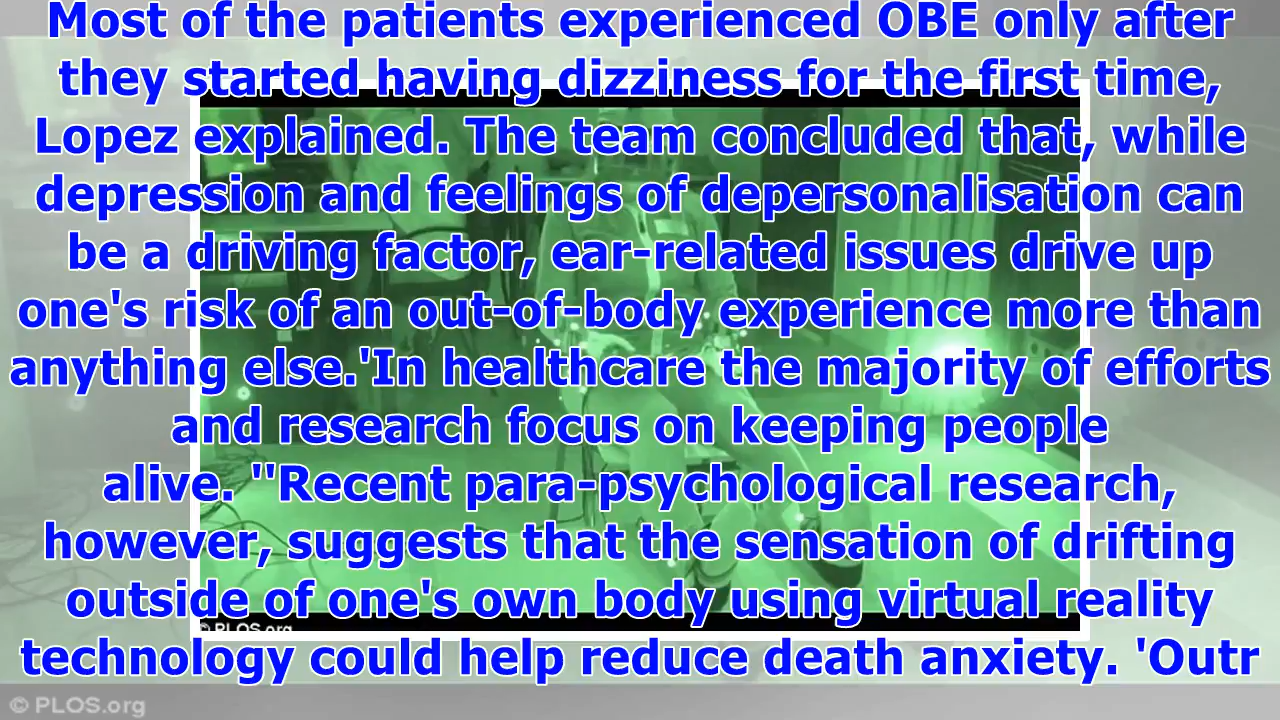 Most of the patients experienced OBE only after
they started having dizziness for the first time,
Lopez explained. The team concluded that, while
depression and feelings of depersonalisation can
be a driving factor, ear-related issues drive up
one's risk of an out-of-body experience more than
anything else.'In healthcare the majority of efforts
and research focus on keeping people
alive. ''Recent para-psychological research,
however, suggests that the sensation of drifting
outside of one's own body using virtual reality
© PLOS.org
technology could help reduce death anxiety. 'Outr
© PLOS.org